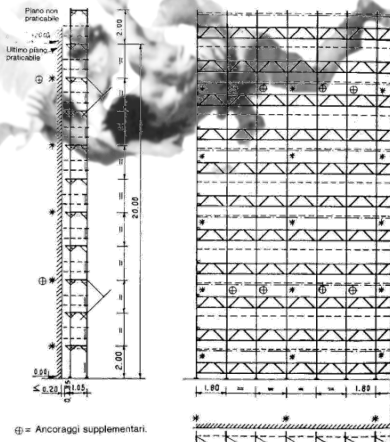 Piano non
praticabile
Ultimo piano
praticabile
2.00
20.00
2.00
0.00
≤ 0.20
1.05
1.80
1.80
⊕ = Ancoraggi supplementari.